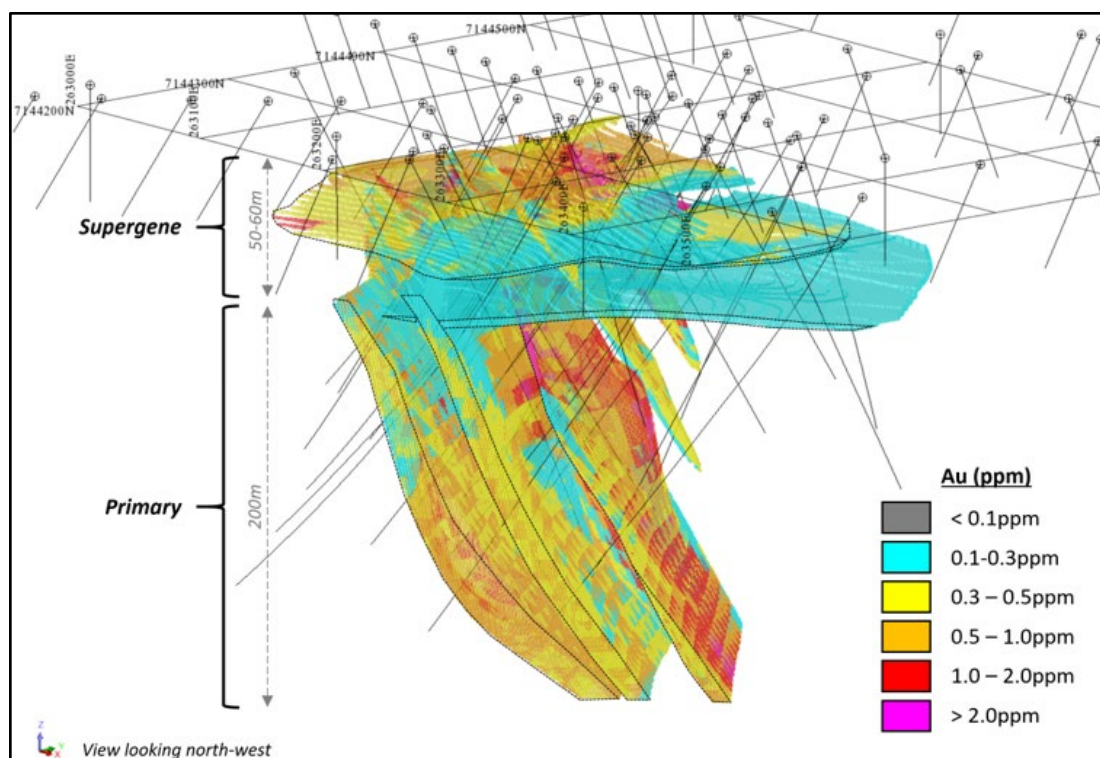 7144500N
7144400N
7144300N
7144200N
263000E
263100E
263200E
263300E
263400E
263500E
Supergene
50-60m
Primary
200m
Au (ppm)
< 0.1ppm
0.1-0.3ppm
0.3 – 0.5ppm
0.5 – 1.0ppm
1.0 – 2.0ppm
> 2.0ppm
Z
Y
X
View looking north-west